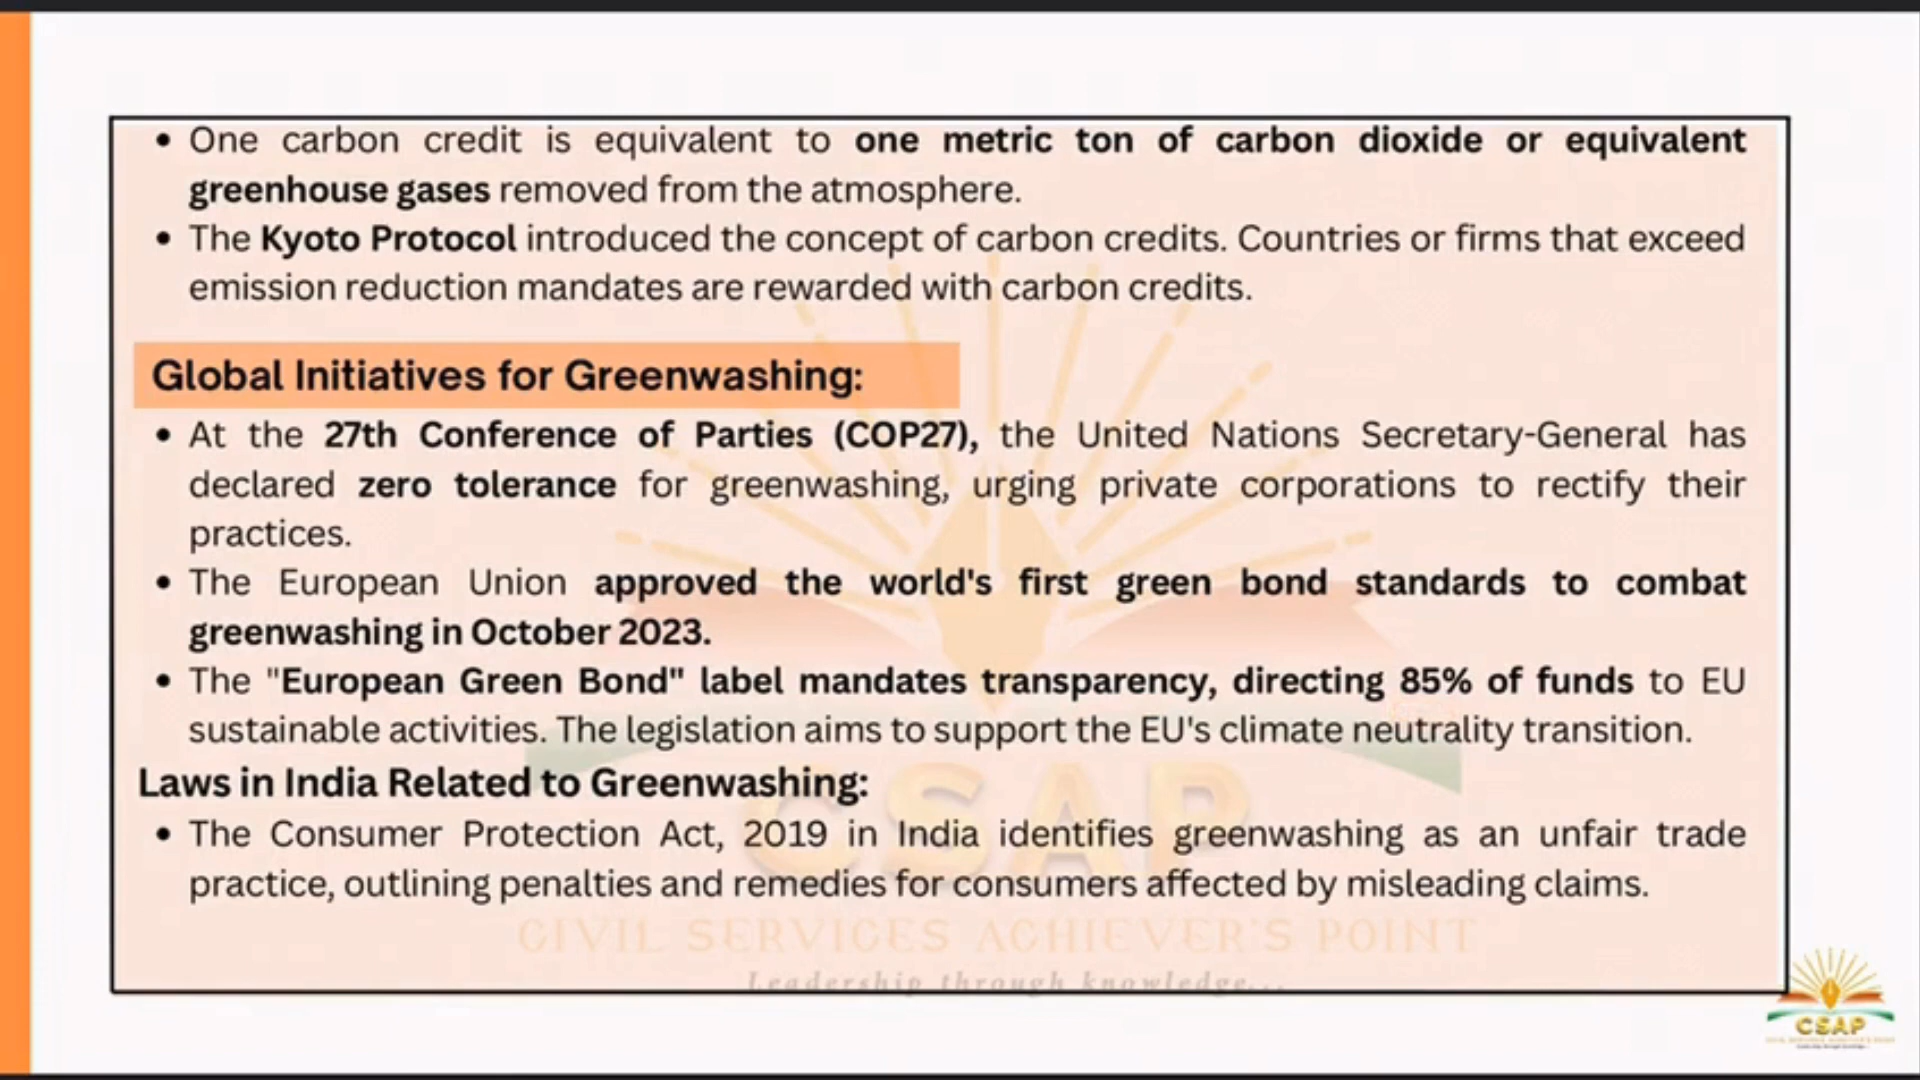 • One carbon credit is equivalent to one metric ton of carbon dioxide or equivalent
greenhouse gases removed from the atmosphere.
• The Kyoto Protocol introduced the concept of carbon credits. Countries or firms that exceed
emission reduction mandates are rewarded with carbon credits.
Global Initiatives for Greenwashing:
• At the 27th Conference of Parties (COP27), the United Nations Secretary-General has
declared zero tolerance for greenwashing, urging private corporations to rectify their
practices.
• The European Union approved the world's first green bond standards to combat
greenwashing in October 2023.
• The "European Green Bond" label mandates transparency, directing 85% of funds to EU
sustainable activities. The legislation aims to support the EU's climate neutrality transition.
Laws in India Related to Greenwashing:
• The Consumer Protection Act, 2019 in India identifies greenwashing as an unfair trade
practice, outlining penalties and remedies for consumers affected by misleading claims.
CSAP
CIVIL SERVICES ACHIEVER'S POINT
Leadership through knowledge...
CSAP